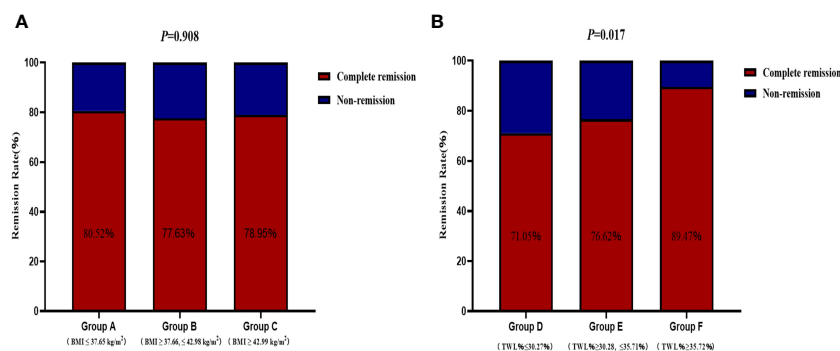 A
P=0.908
100
80
60
40
20
0
Remission Rate(%)
80.52%
77.63%
78.95%
Complete remission
Non-remission
Group A
Group B
Group C
( BMI ≤ 37.65 kg/m²)
( BMI ≥ 37.66, ≤ 42.98 kg/m²)
( BMI ≥ 42.99 kg/m²)
B
P=0.017
100
80
60
40
20
0
Remission Rate(%)
71.05%
76.62%
89.47%
Complete remission
Non-remission
Group D
Group E
Group F
( TWL%≤30.27%)
( TWL%≥30.28, ≤35.71%)
( TWL%≥35.72%)